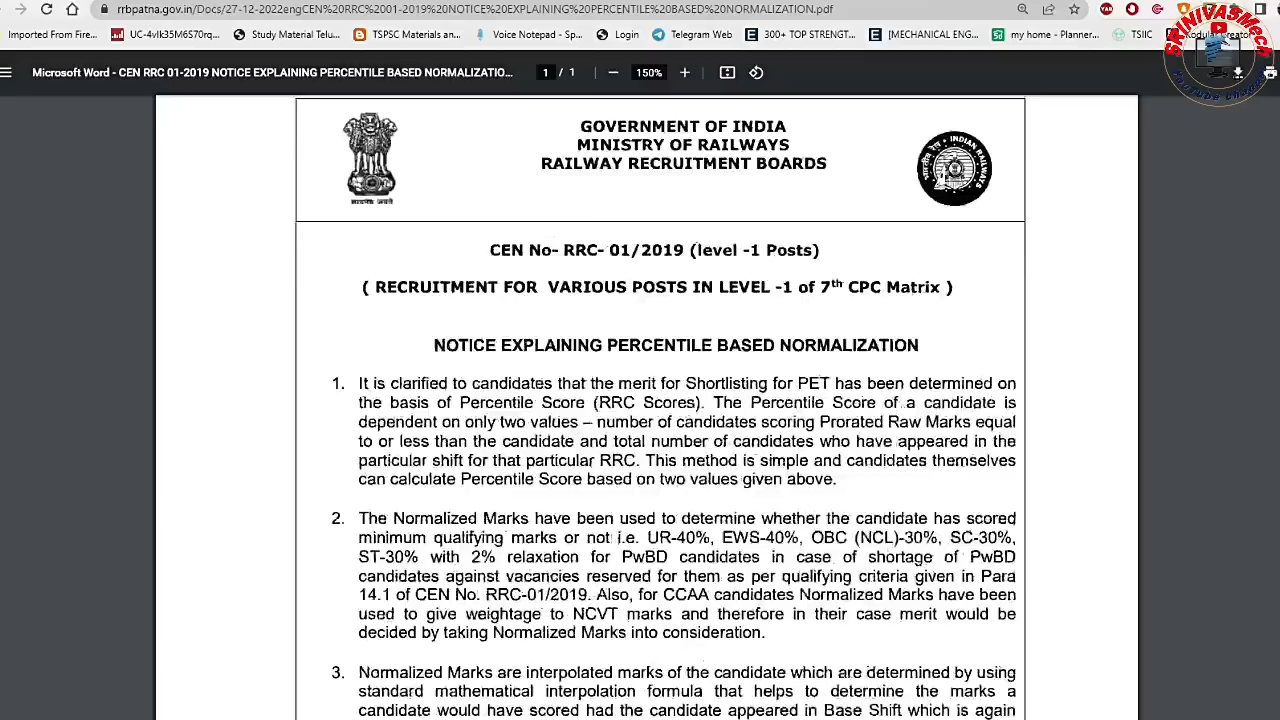 rrbpatna.gov.in/Docs/27-12-2022engCEN%20RRC%2001-2019%20NOTICE%20EXPLAINING%20PERCENTILE%20BASED%20NORMALIZATION.pdf
Imported From Fire... UC-4vIk35M6S70rq... Study Material Telu... TSPSC Materials an... Voice Notepad - Sp... Login Telegram Web 300+ TOP STRENGT... [MECHANICAL ENG... my home - Planner... TSIIC
SRINIVASMech
YouTube channel
Microsoft Word - CEN RRC 01-2019 NOTICE EXPLAINING PERCENTILE BASED NORMALIZATIO... 1 / 1 150%
GOVERNMENT OF INDIA
MINISTRY OF RAILWAYS
RAILWAY RECRUITMENT BOARDS
INDIAN RAILWAYS
CEN No- RRC- 01/2019 (level -1 Posts)
( RECRUITMENT FOR VARIOUS POSTS IN LEVEL -1 of 7th CPC Matrix )
NOTICE EXPLAINING PERCENTILE BASED NORMALIZATION
1. It is clarified to candidates that the merit for Shortlisting for PET has been determined on
the basis of Percentile Score (RRC Scores). The Percentile Score of a candidate is
dependent on only two values – number of candidates scoring Prorated Raw Marks equal
to or less than the candidate and total number of candidates who have appeared in the
particular shift for that particular RRC. This method is simple and candidates themselves
can calculate Percentile Score based on two values given above.
2. The Normalized Marks have been used to determine whether the candidate has scored
minimum qualifying marks or not i.e. UR-40%, EWS-40%, OBC (NCL)-30%, SC-30%,
ST-30% with 2% relaxation for PwBD candidates in case of shortage of PwBD
candidates against vacancies reserved for them as per qualifying criteria given in Para
14.1 of CEN No. RRC-01/2019. Also, for CCAA candidates Normalized Marks have been
used to give weightage to NCVT marks and therefore in their case merit would be
decided by taking Normalized Marks into consideration.
3. Normalized Marks are interpolated marks of the candidate which are determined by using
standard mathematical interpolation formula that helps to determine the marks a
candidate would have scored had the candidate appeared in Base Shift which is again